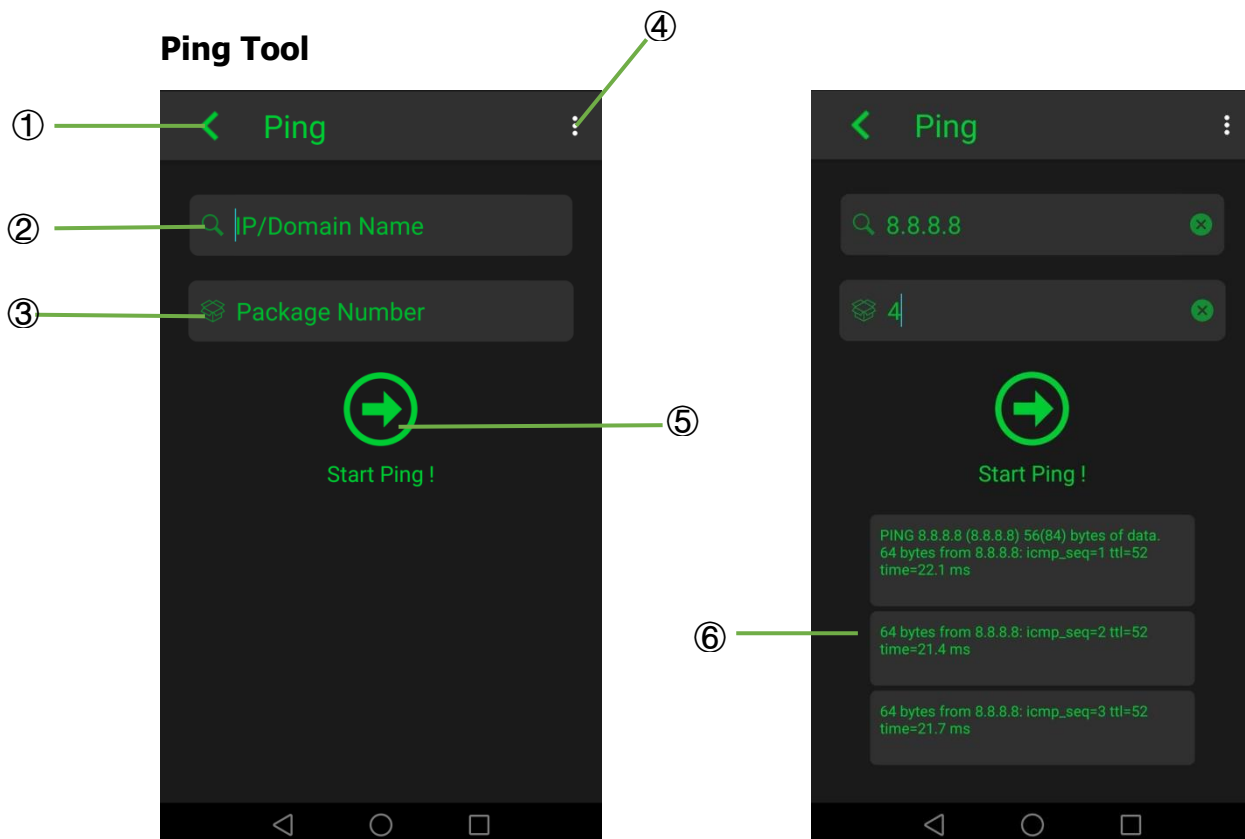 ④
Ping Tool
①
Ping
②
IP/Domain Name
③
Package Number
⑤
Start Ping !
Ping
8.8.8.8
4
Start Ping !
PING 8.8.8.8 (8.8.8.8) 56(84) bytes of data.
64 bytes from 8.8.8.8: icmp_seq=1 ttl=52
time=22.1 ms
⑥
64 bytes from 8.8.8.8: icmp_seq=2 ttl=52
time=21.4 ms
64 bytes from 8.8.8.8: icmp_seq=3 ttl=52
time=21.7 ms